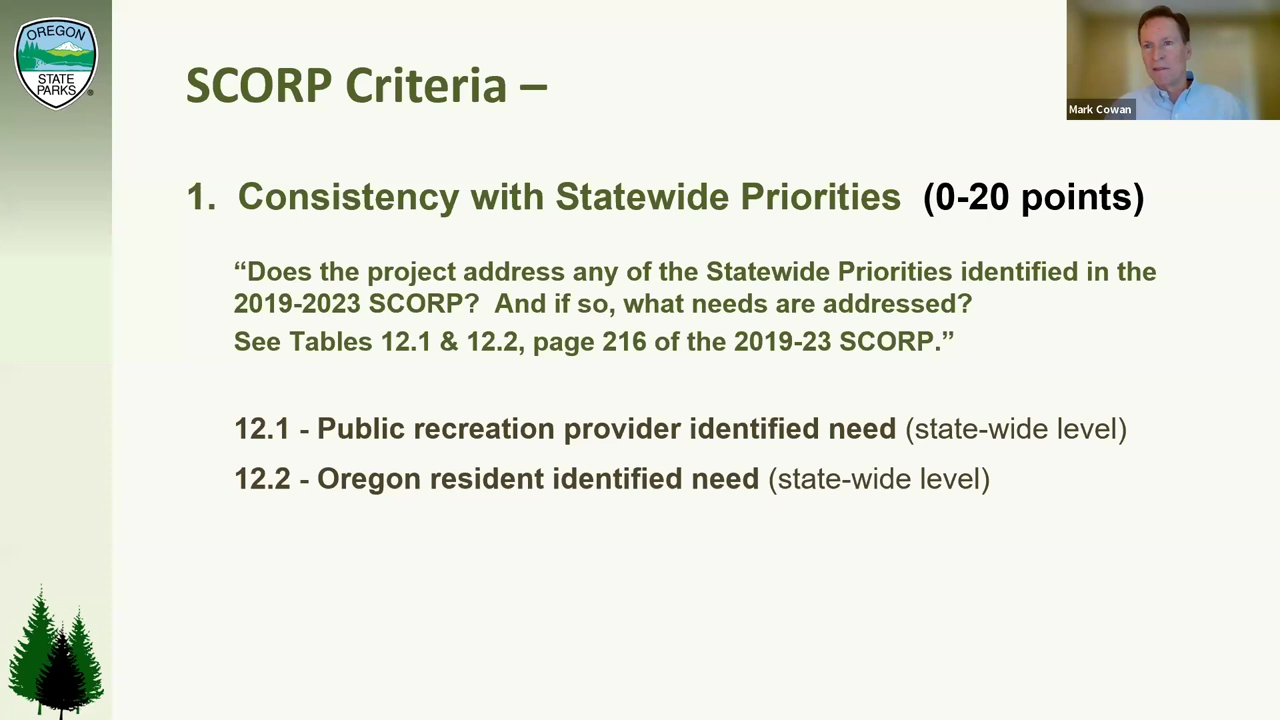 OREGON
STATE
PARKS
®
SCORP Criteria –
Mark Cowan
1. Consistency with Statewide Priorities (0-20 points)
“Does the project address any of the Statewide Priorities identified in the
2019-2023 SCORP? And if so, what needs are addressed?
See Tables 12.1 & 12.2, page 216 of the 2019-23 SCORP.”
12.1 - Public recreation provider identified need (state-wide level)
12.2 - Oregon resident identified need (state-wide level)